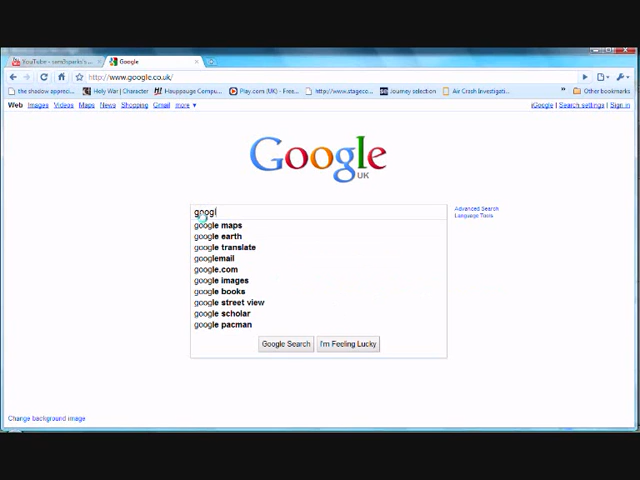 YouTube - sam5sparks's ...
Google
http://www.google.co.uk/
the shadow apprec...
Holy War | Character
Hauppauge Compu...
Play.com (UK) - Free...
http://www.stageco...
Journey selection
Air Crash Investigati...
»
Other bookmarks
Web Images Videos Maps News Shopping Gmail more ▼
iGoogle | Search settings | Sign in
Google
UK
googl
google maps
google earth
google translate
googlemail
google.com
google images
google books
google street view
google scholar
google pacman
Advanced Search
Language Tools
Google Search
I'm Feeling Lucky
Change background image